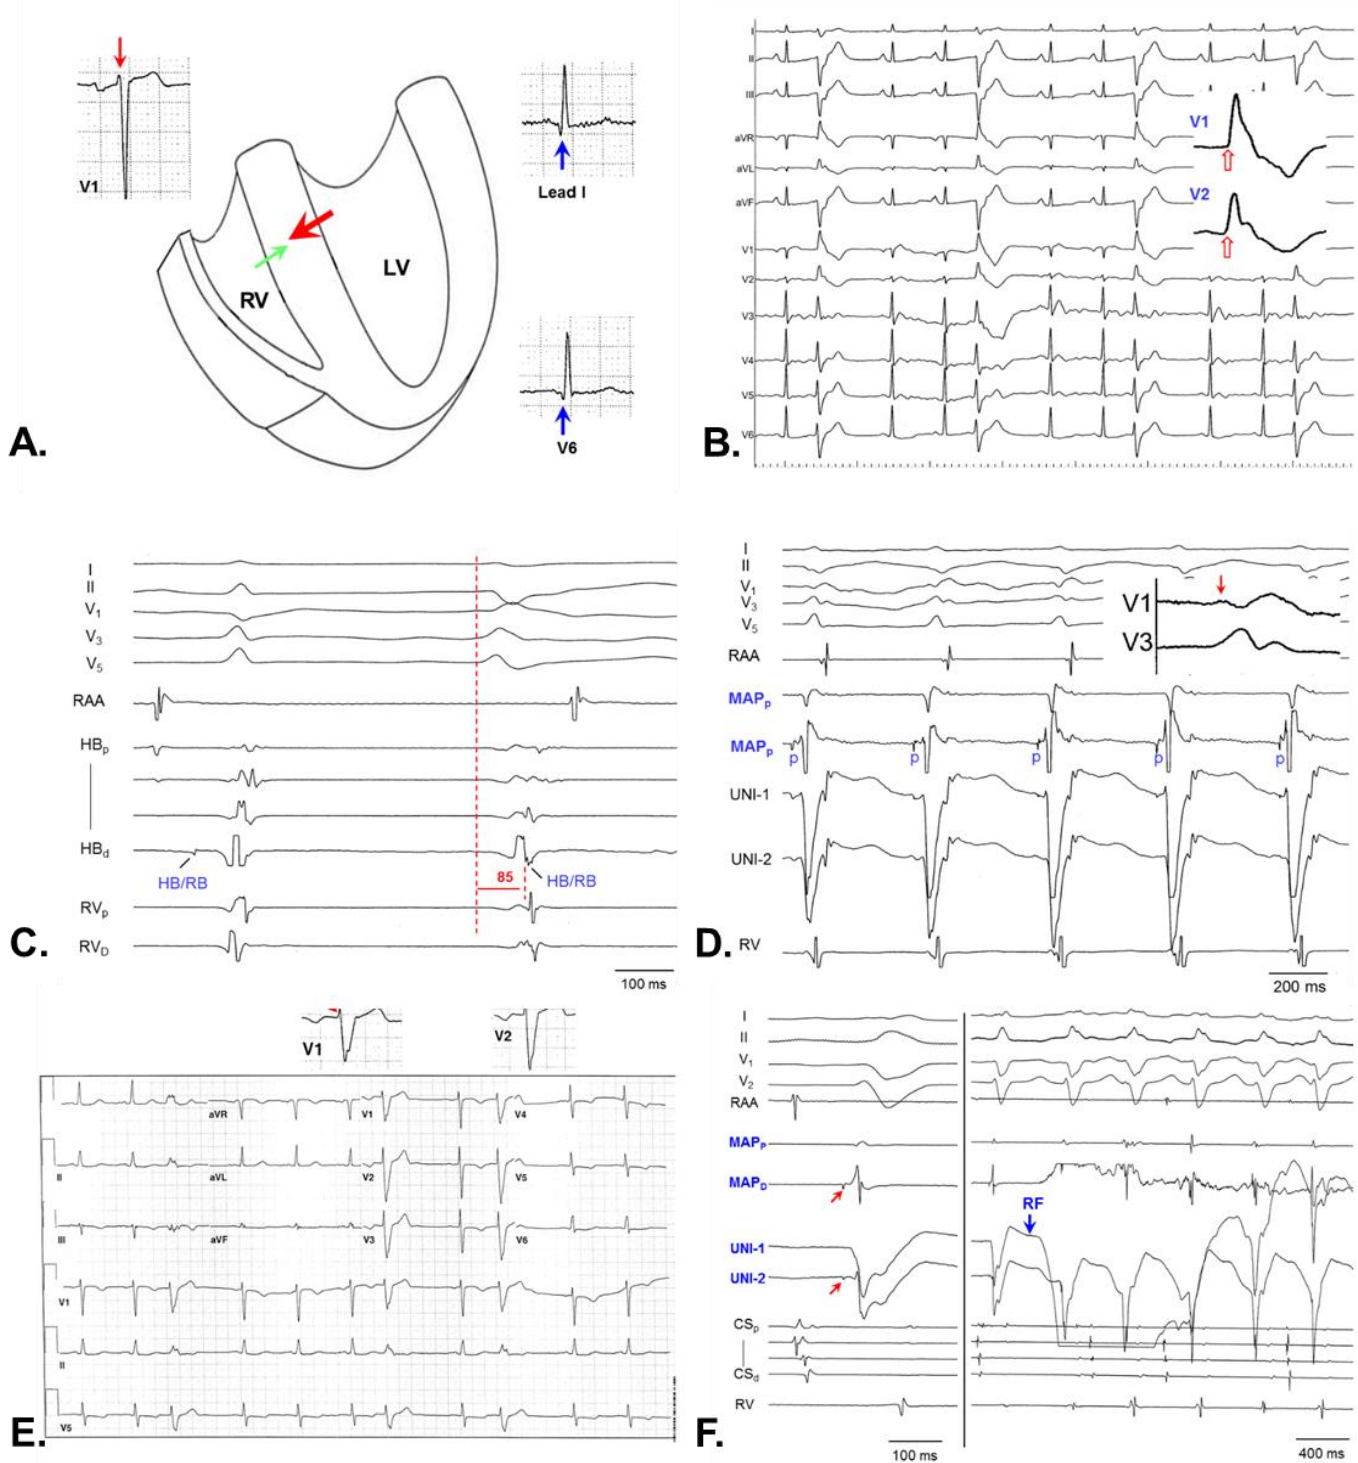 V1
Lead I
LV
RV
V6
A.
I
II
III
aVR
aVL
aVF
V1
V2
V3
V4
V5
V6
V1
V2
B.
I
II
V1
V3
V5
RAA
HBp
HBd
HB/RB
85
HB/RB
RVp
RVD
100 ms
C.
I
II
V1
V3
V5
V1
V3
RAA
MAPp
MAPp
p p p p p
UNI-1
UNI-2
RV
200 ms
D.
V1
V2
I aVR V1 V4
II aVL V2 V5
III aVF V3 V6
V1
II
V5
E.
I
II
V1
V2
RAA
MAPp
MAPD
RF
UNI-1
UNI-2
CSp
CSd
RV
100 ms
400 ms
F.